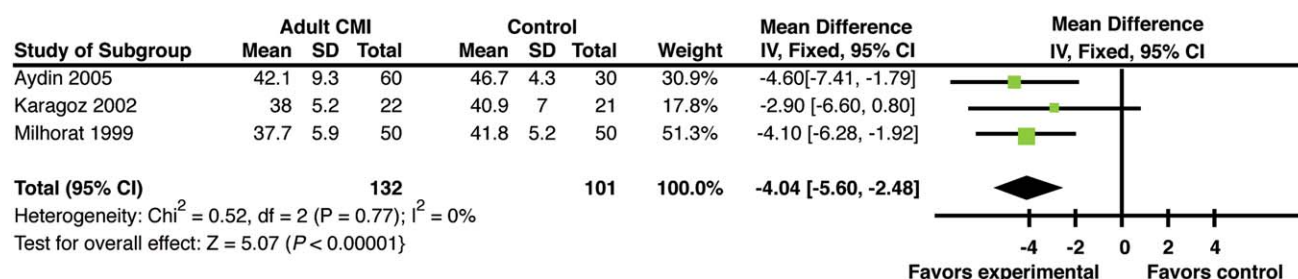 Adult CMI Control Mean Difference Mean Difference
Study of Subgroup Mean SD Total Mean SD Total Weight IV, Fixed, 95% CI IV, Fixed, 95% CI
Aydin 2005 42.1 9.3 60 46.7 4.3 30 30.9% -4.60[-7.41, -1.79]
Karagoz 2002 38 5.2 22 40.9 7 21 17.8% -2.90 [-6.60, 0.80]
Milhorat 1999 37.7 5.9 50 41.8 5.2 50 51.3% -4.10 [-6.28, -1.92]
Total (95% CI) 132 101 100.0% -4.04 [-5.60, -2.48]
Heterogeneity: Chi² = 0.52, df = 2 (P = 0.77); I² = 0%
Test for overall effect: Z = 5.07 (P < 0.00001}
-4 -2 0 2 4
Favors experimental Favors control